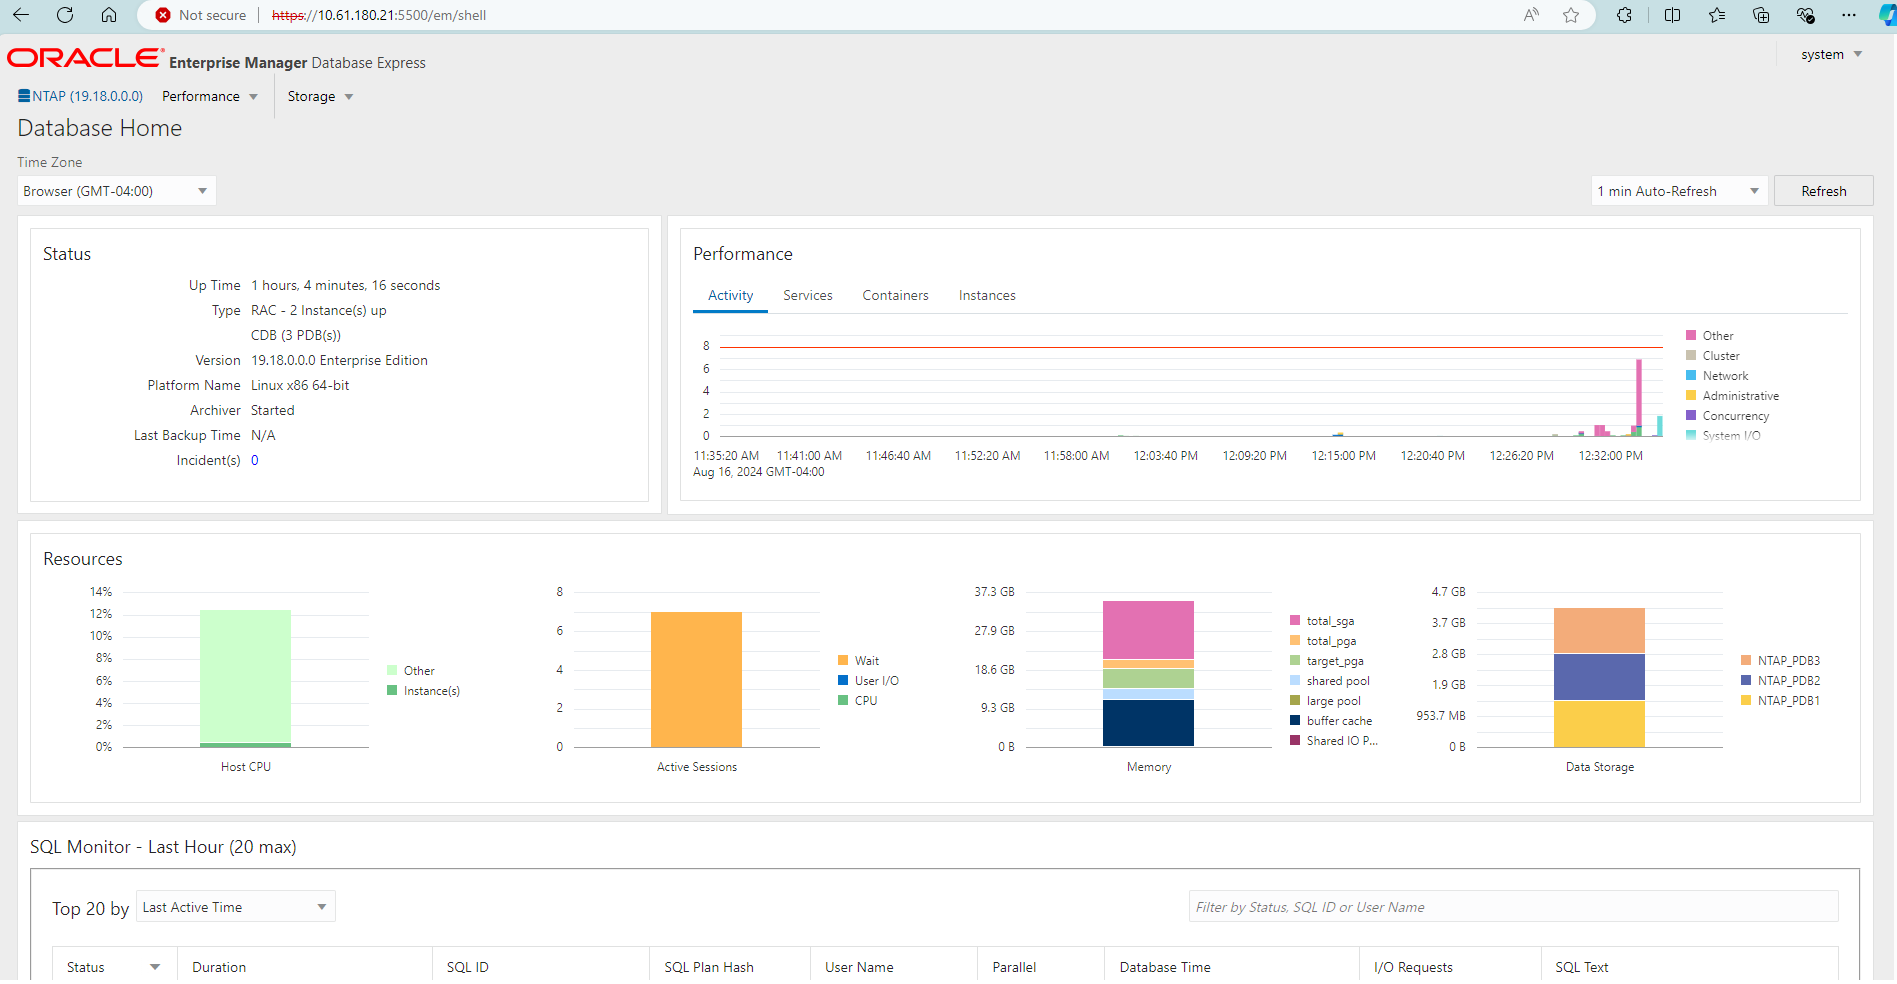 Not secure https://10.61.180.21:5500/em/shell
ORACLE Enterprise Manager Database Express
system
NTAP (19.18.0.0.0) Performance Storage
Database Home
Time Zone
Browser (GMT-04:00)
1 min Auto-Refresh Refresh
Status
Up Time 1 hours, 4 minutes, 16 seconds
Type RAC - 2 Instance(s) up
CDB (3 PDB(s))
Version 19.18.0.0.0 Enterprise Edition
Platform Name Linux x86 64-bit
Archiver Started
Last Backup Time N/A
Incident(s) 0
Performance
Activity Services Containers Instances
8
6
4
2
0
11:35:20 AM 11:41:00 AM 11:46:40 AM 11:52:20 AM 11:58:00 AM 12:03:40 PM 12:09:20 PM 12:15:00 PM 12:20:40 PM 12:26:20 PM 12:32:00 PM
Aug 16, 2024 GMT-04:00
Other
Cluster
Network
Administrative
Concurrency
System I/O
Resources
14%
12%
10%
8%
6%
4%
2%
0%
Host CPU
Other
Instance(s)
8
6
4
2
0
Active Sessions
Wait
User I/O
CPU
37.3 GB
27.9 GB
18.6 GB
9.3 GB
0 B
Memory
total_sga
total_pga
target_pga
shared pool
large pool
buffer cache
Shared IO P...
4.7 GB
3.7 GB
2.8 GB
1.9 GB
953.7 MB
0 B
Data Storage
NTAP_PDB3
NTAP_PDB2
NTAP_PDB1
SQL Monitor - Last Hour (20 max)
Top 20 by Last Active Time
Filter by Status, SQL ID or User Name
Status Duration SQL ID SQL Plan Hash User Name Parallel Database Time I/O Requests SQL Text